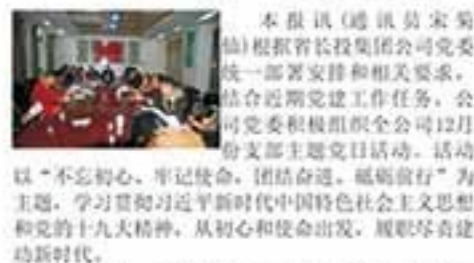 本报讯(通讯员宋
仙)根据省长投集团公司党委
统一部署安排和相关要求,
结合近期党建工作任务,公
司党委积极组织全公司12月
份支部主题党日活动。活动
以“不忘初心、牢记使命,团结奋进、砥砺前行”为
主题,学习贯彻习近平新时代中国特色社会主义思想
和党的十九大精神,从初心和使命出发,履职尽责建
功新时代。